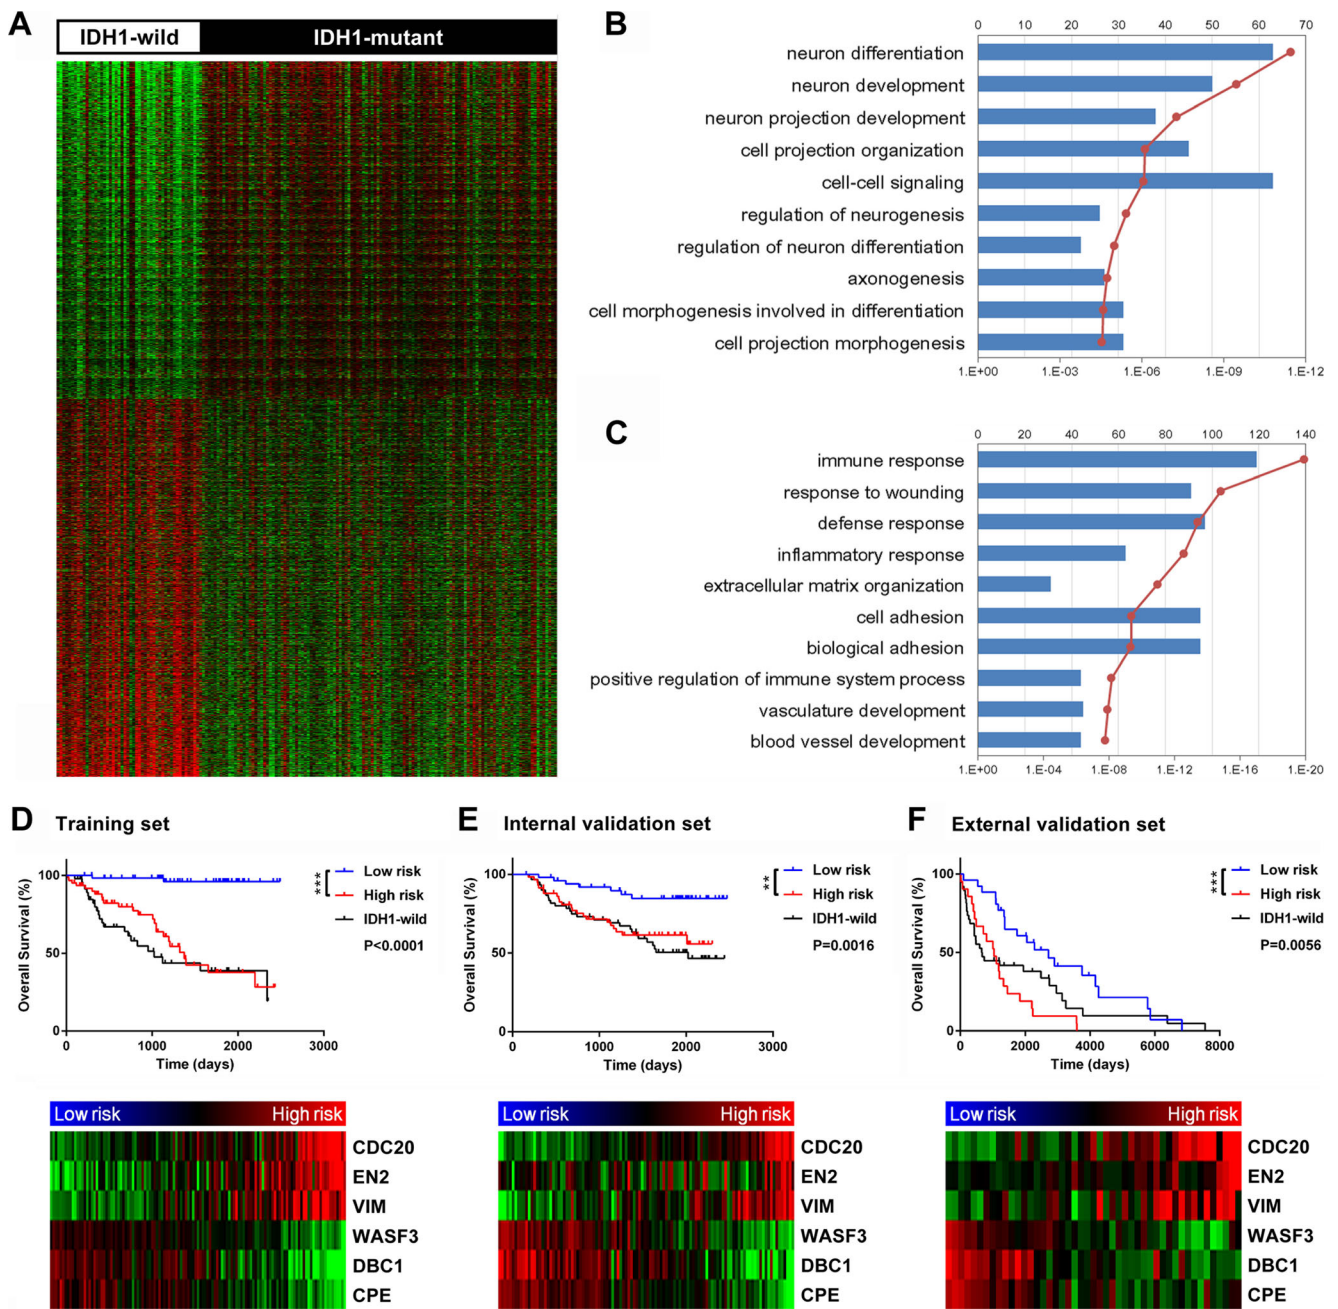 A
IDH1-wild IDH1-mutant
B
0 10 20 30 40 50 60 70
neuron differentiation
neuron development
neuron projection development
cell projection organization
cell-cell signaling
regulation of neurogenesis
regulation of neuron differentiation
axonogenesis
cell morphogenesis involved in differentiation
cell projection morphogenesis
1.E+00 1.E-03 1.E-06 1.E-09 1.E-12
C
0 20 40 60 80 100 120 140
immune response
response to wounding
defense response
inflammatory response
extracellular matrix organization
cell adhesion
biological adhesion
positive regulation of immune system process
vasculature development
blood vessel development
1.E+00 1.E-04 1.E-08 1.E-12 1.E-16 1.E-20
D Training set
Overall Survival (%)
100
50
0
0 1000 2000 3000
Time (days)
***
Low risk
High risk
IDH1-wild
P<0.0001
Low risk High risk
CDC20
EN2
VIM
WASF3
DBC1
CPE
E Internal validation set
Overall Survival (%)
100
50
0
0 1000 2000 3000
Time (days)
**
Low risk
High risk
IDH1-wild
P=0.0016
Low risk High risk
CDC20
EN2
VIM
WASF3
DBC1
CPE
F External validation set
Overall Survival (%)
100
50
0
0 2000 4000 6000 8000
Time (days)
***
Low risk
High risk
IDH1-wild
P=0.0056
Low risk High risk
CDC20
EN2
VIM
WASF3
DBC1
CPE